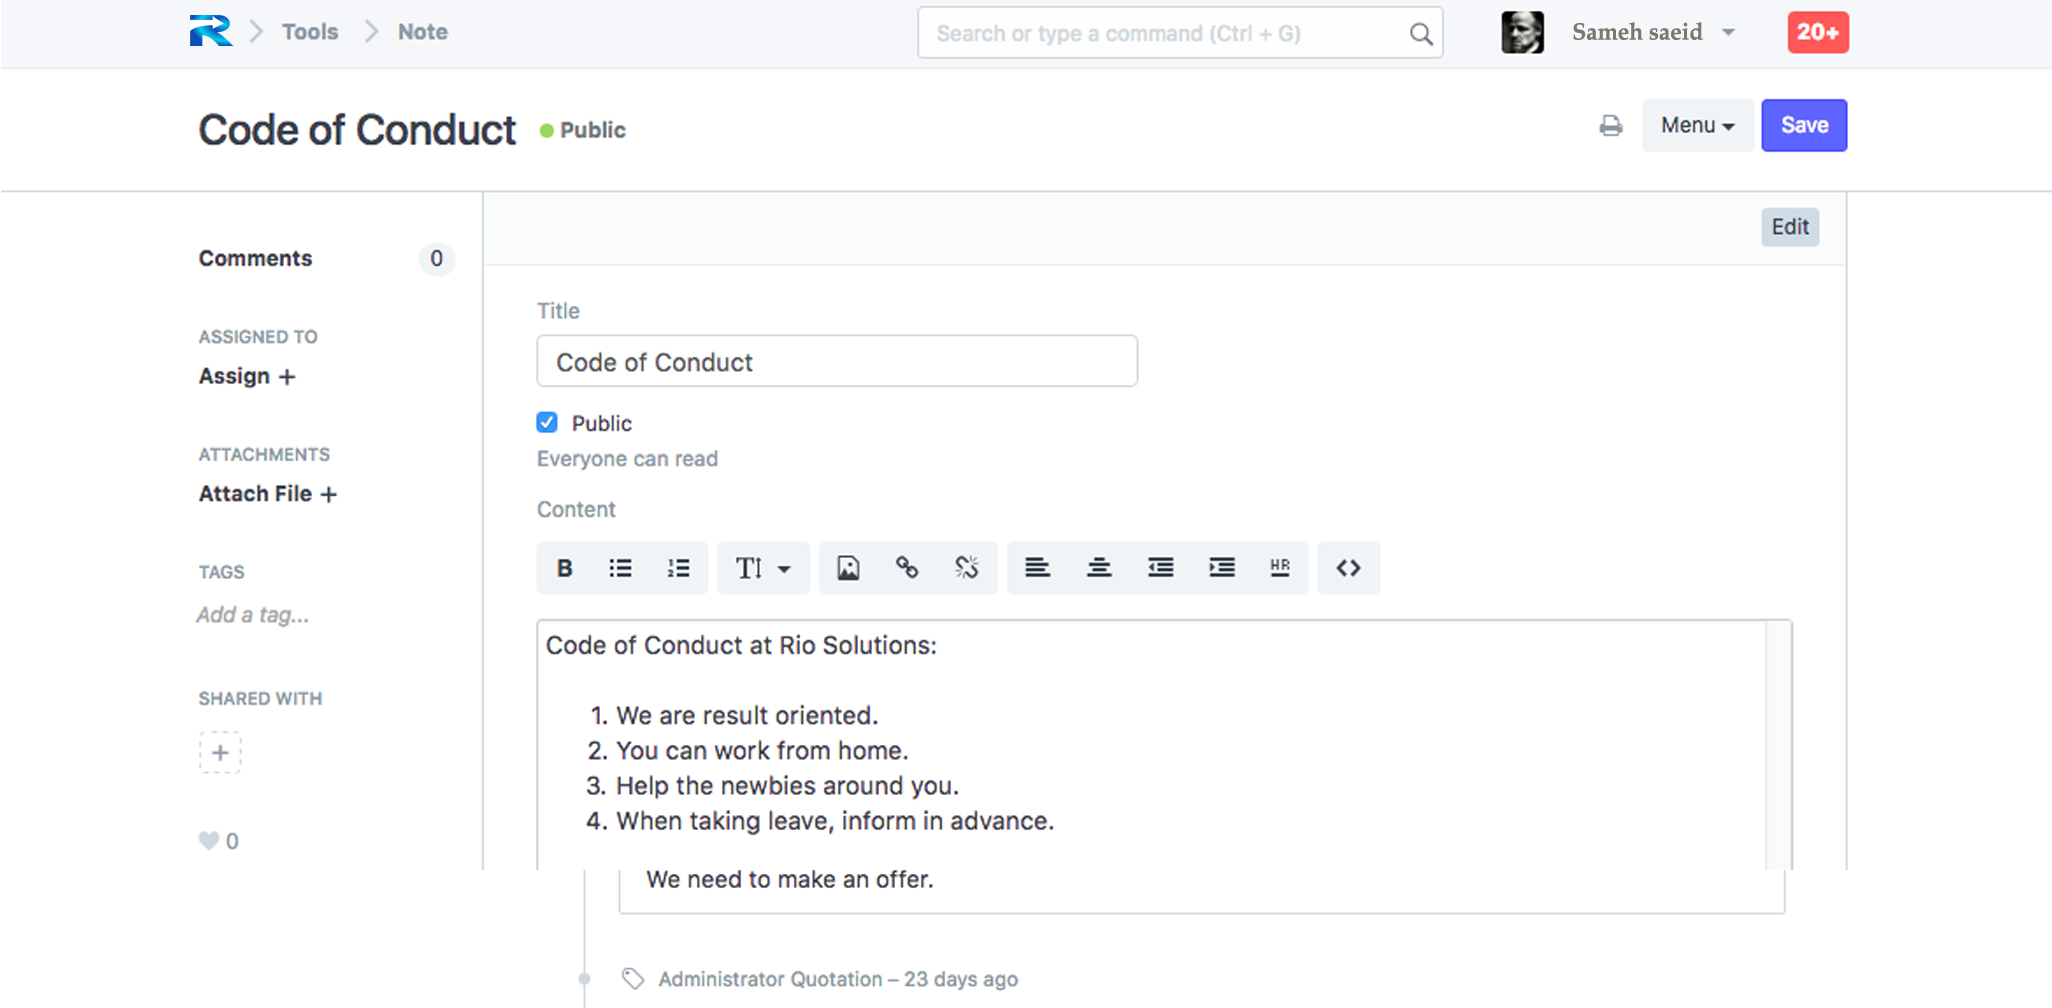 Tools Note
Search or type a command (Ctrl + G)
Sameh saeid
20+
Code of Conduct
Public
Menu
Save
Edit
Comments 0
ASSIGNED TO
Assign +
ATTACHMENTS
Attach File +
TAGS
Add a tag...
SHARED WITH
+
0
Title
Code of Conduct
Public
Everyone can read
Content
B
HR
Code of Conduct at Rio Solutions:
1. We are result oriented.
2. You can work from home.
3. Help the newbies around you.
4. When taking leave, inform in advance.
We need to make an offer.
Administrator Quotation – 23 days ago